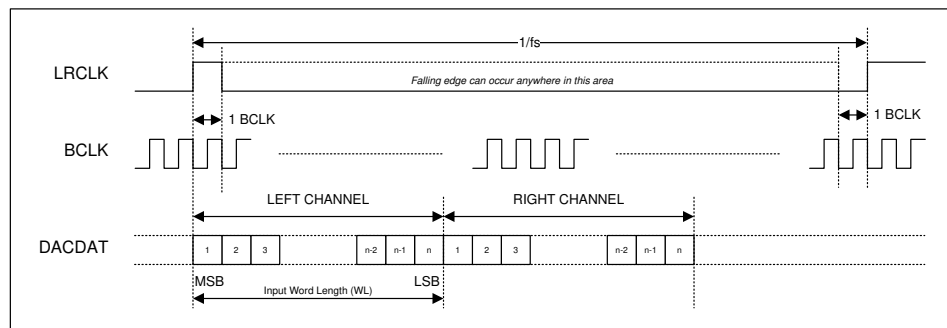 1/fs
LRCLK
Falling edge can occur anywhere in this area
1 BCLK
1 BCLK
BCLK
LEFT CHANNEL
RIGHT CHANNEL
DACDAT
1 2 3 n-2 n-1 n 1 2 3 n-2 n-1 n
MSB
LSB
Input Word Length (WL)